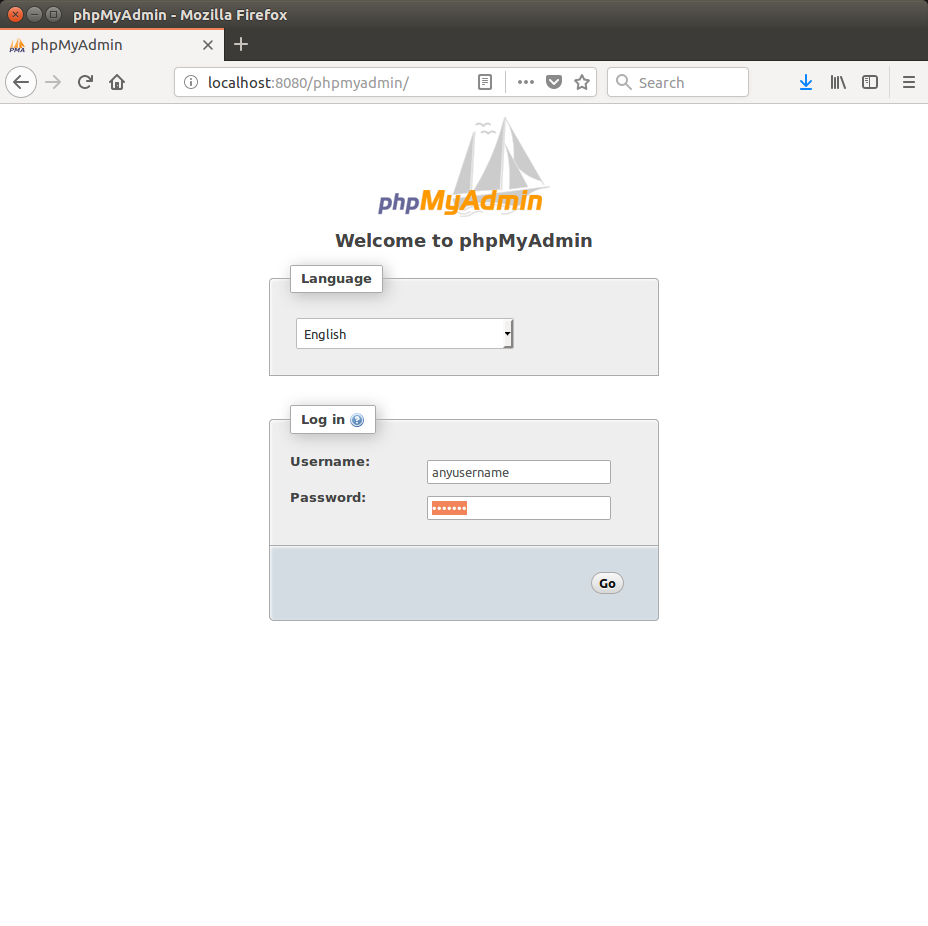 phpMyAdmin - Mozilla Firefox
PMA phpMyAdmin
localhost:8080/phpmyadmin/ Search
phpMyAdmin
Welcome to phpMyAdmin
Language
English
Log in
Username: anyusername
Password: •••••••
Go